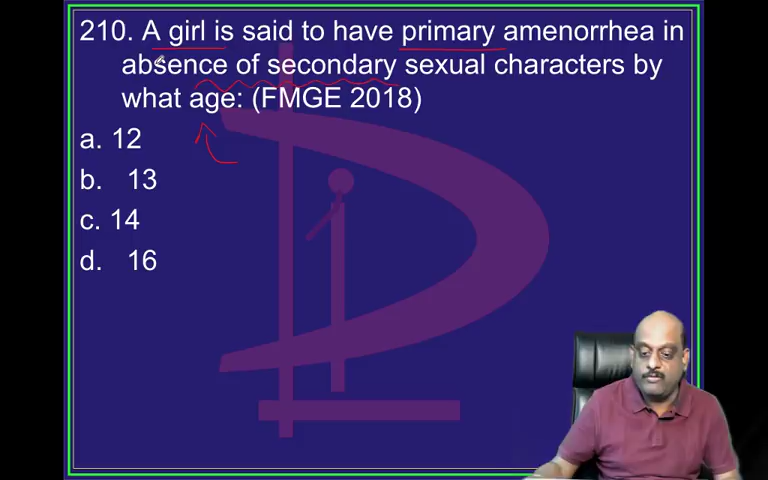 210. A girl is said to have primary amenorrhea in
absence of secondary sexual characters by
what age: (FMGE 2018)
a. 12
b. 13
c. 14
d. 16